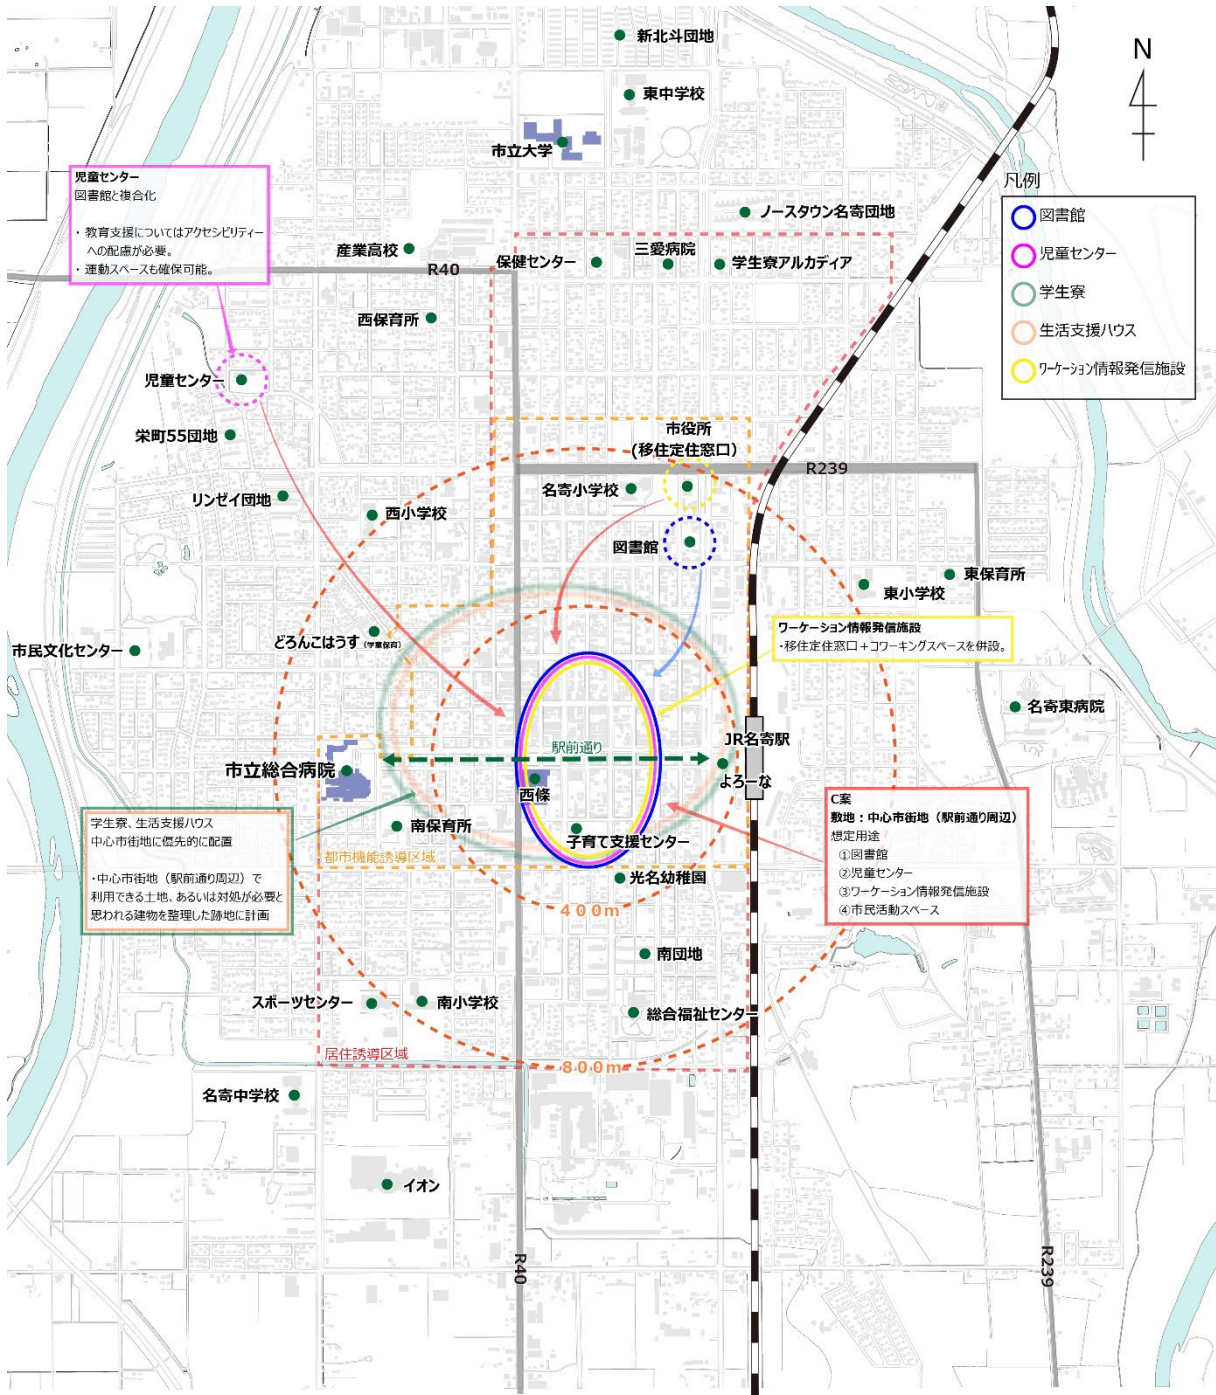 新北斗団地
東中学校
市立大学
N
児童センター
図書館と複合化
・教育支援についてはアクセシビリティー
への配慮が必要。
・運動スペースも確保可能。
凡例
図書館
児童センター
学生寮
生活支援ハウス
ワーケーション情報発信施設
ノースタウン名寄団地
産業高校
R40
保健センター
三愛病院
学生寮アルカディア
西保育所
児童センター
栄町55団地
市役所
(移住定住窓口)
R239
リンゼイ団地
名寄小学校
西小学校
図書館
東保育所
東小学校
どろんこはうす(学童保育)
市民文化センター
ワーケーション情報発信施設
・移住定住窓口+コワーキングスペースを併設。
名寄東病院
駅前通り
JR名寄駅
よろーな
市立総合病院
西條
C案
敷地:中心市街地(駅前通り周辺)
想定用途
①図書館
②児童センター
③ワーケーション情報発信施設
④市民活動スペース
学生寮、生活支援ハウス
中心市街地に優先的に配置
・中心市街地(駅前通り周辺)で
利用できる土地、あるいは対処が必要と
思われる建物を整理した跡地に計画
南保育所
子育て支援センター
都市機能誘導区域
光名幼稚園
400m
南団地
スポーツセンター
南小学校
総合福祉センター
居住誘導区域
800m
名寄中学校
イオン
R40
R239